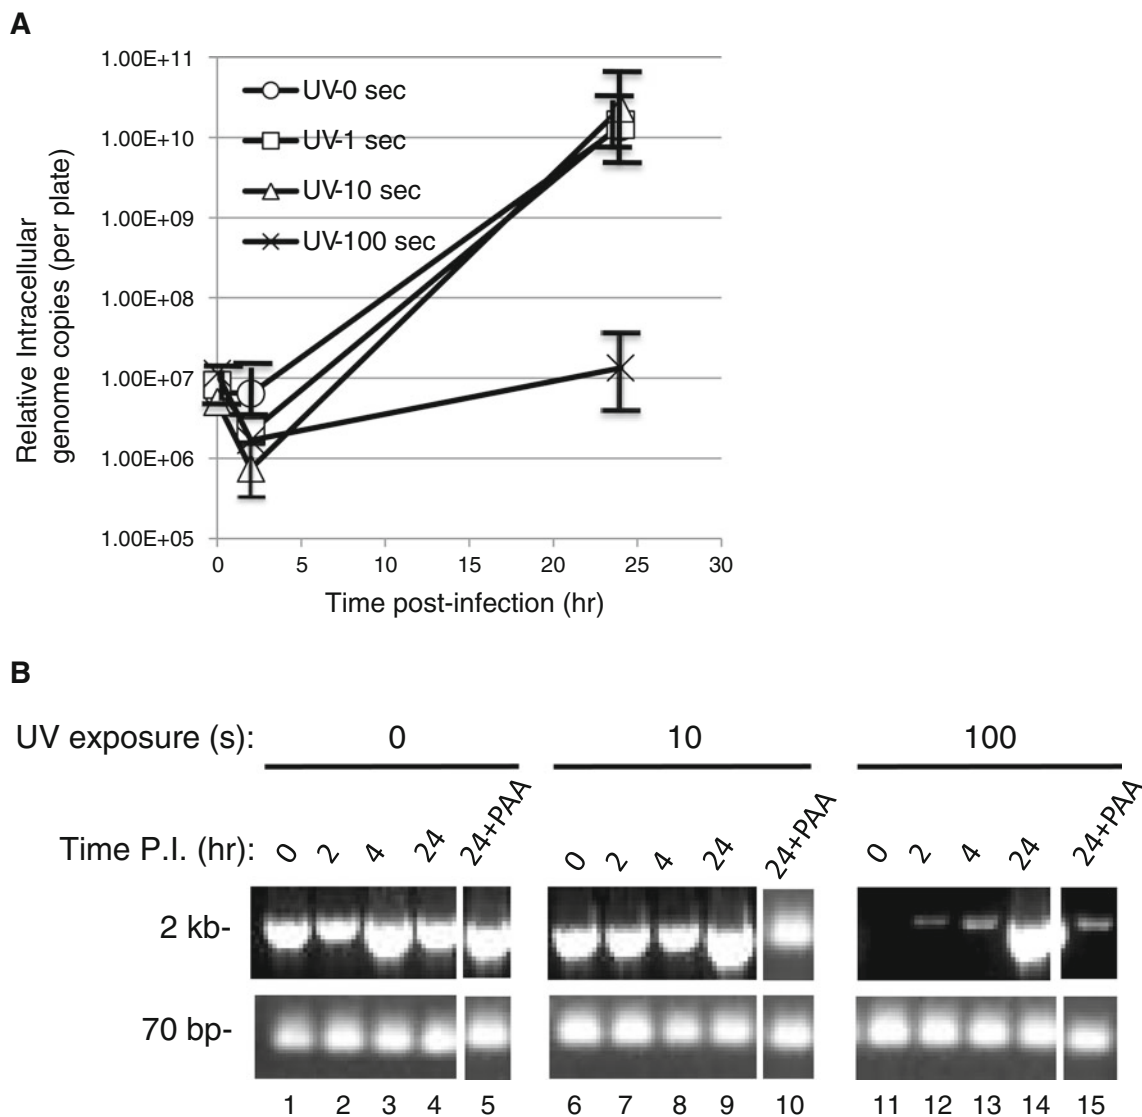 A
1.00E+11
1.00E+10
1.00E+09
1.00E+08
1.00E+07
1.00E+06
1.00E+05
Relative Intracellular
genome copies (per plate)
UV-0 sec
UV-1 sec
UV-10 sec
UV-100 sec
0 5 10 15 20 25 30
Time post-infection (hr)
B
UV exposure (s): 0 10 100
Time P.I. (hr): 0 2 4 24 24+PAA 0 2 4 24 24+PAA 0 2 4 24 24+PAA
2 kb-
70 bp-
1 2 3 4 5 6 7 8 9 10 11 12 13 14 15